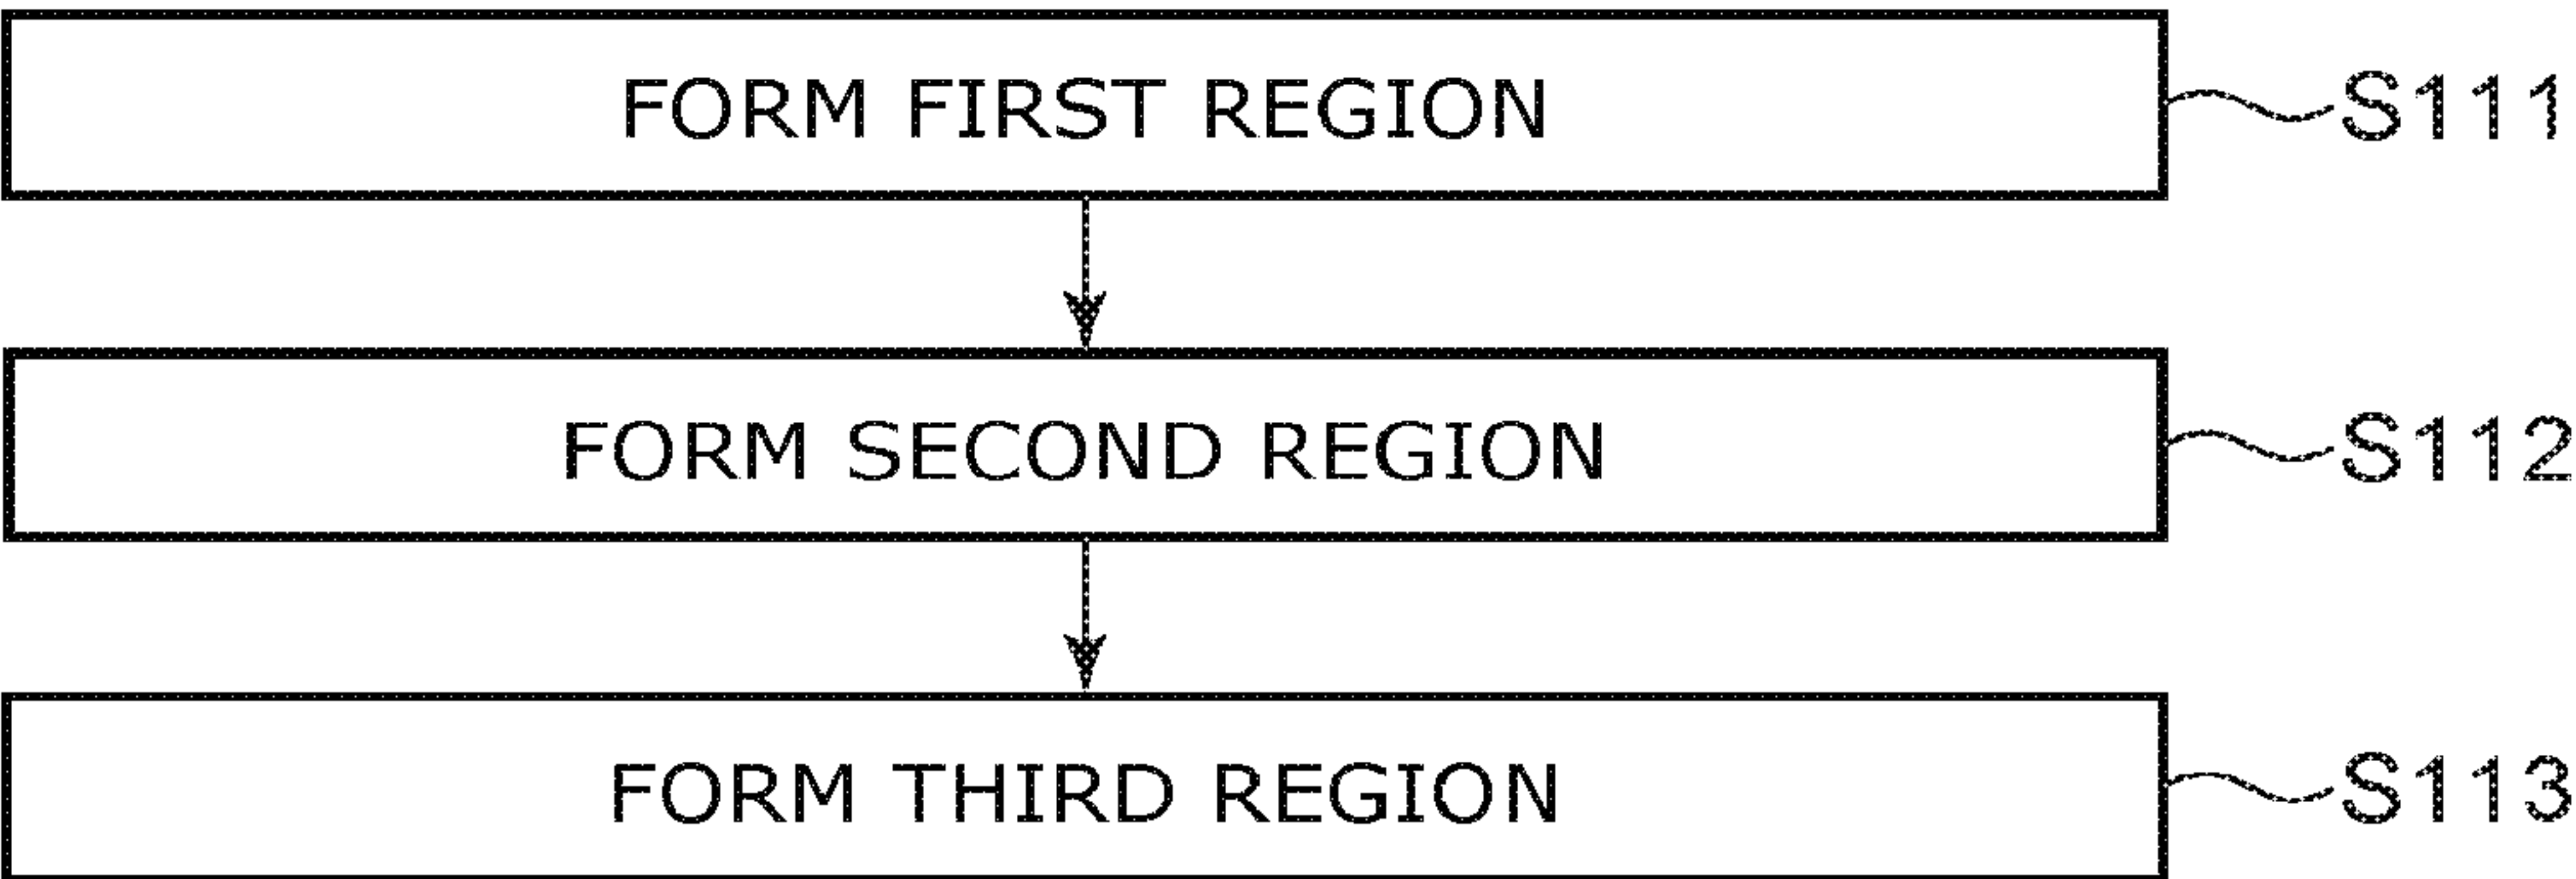 FORM FIRST REGION S111
FORM SECOND REGION S112
FORM THIRD REGION S113